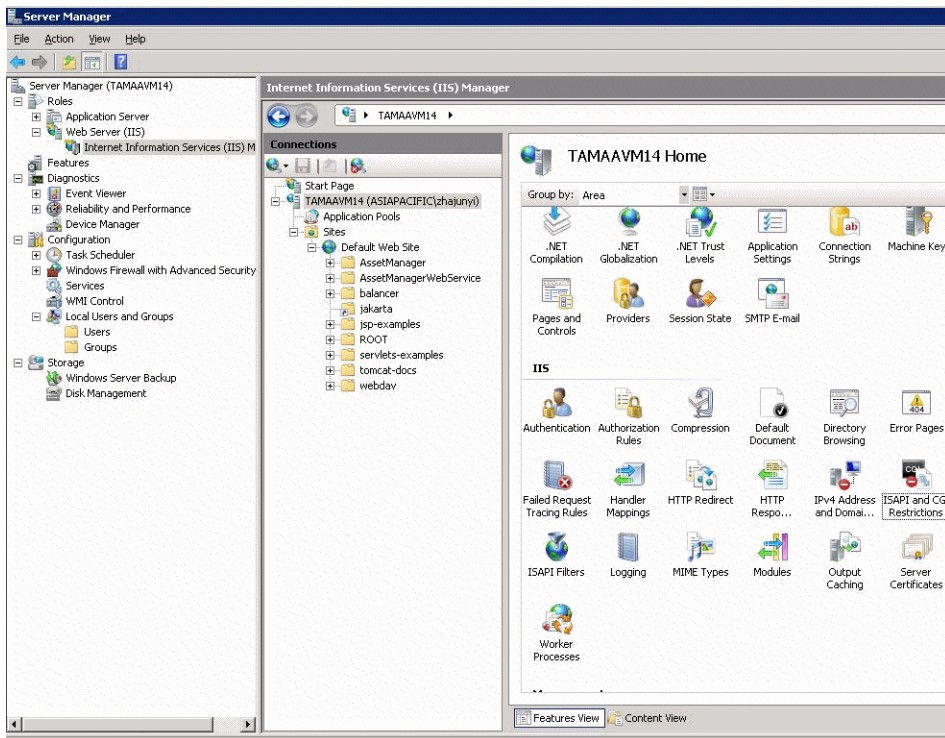 Server Manager
File Action View Help
Server Manager (TAMAAVM14)
Roles
Application Server
Web Server (IIS)
Internet Information Services (IIS) M
Features
Diagnostics
Event Viewer
Reliability and Performance
Device Manager
Configuration
Task Scheduler
Windows Firewall with Advanced Security
Services
WMI Control
Local Users and Groups
Users
Groups
Storage
Windows Server Backup
Disk Management
Internet Information Services (IIS) Manager
TAMAAVM14
Connections
Start Page
TAMAAVM14 (ASIAPACIFIC\zhajunyi)
Application Pools
Sites
Default Web Site
AssetManager
AssetManagerWebService
balancer
jakarta
jsp-examples
ROOT
servlets-examples
tomcat-docs
webdav
TAMAAVM14 Home
Group by: Area
.NET Compilation
.NET Globalization
.NET Trust Levels
Application Settings
Connection Strings
Machine Key
Pages and Controls
Providers
Session State
SMTP E-mail
IIS
Authentication
Authorization Rules
Compression
Default Document
Directory Browsing
Error Pages
Failed Request Tracing Rules
Handler Mappings
HTTP Redirect
HTTP Respo...
IPv4 Address and Domai...
ISAPI and CG Restrictions
ISAPI Filters
Logging
MIME Types
Modules
Output Caching
Server Certificates
Worker Processes
Features View
Content View